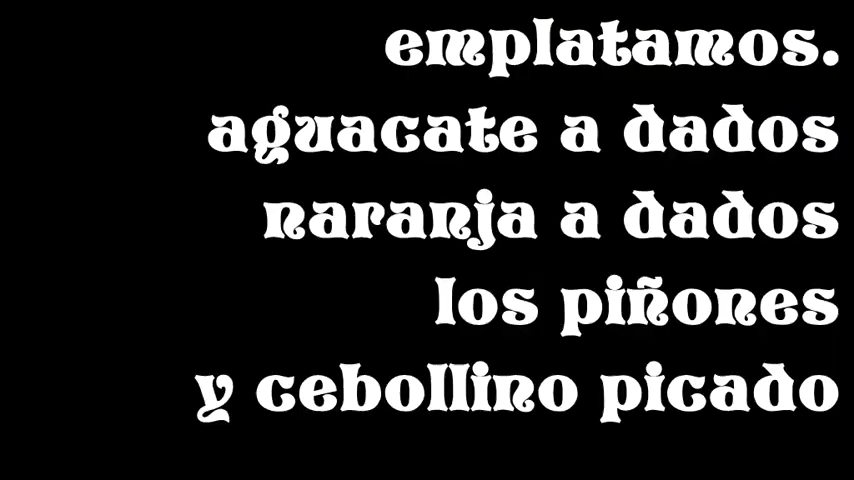 emplatamos.
aguacate a dados
naranja a dados
los piñones
y cebollino picado